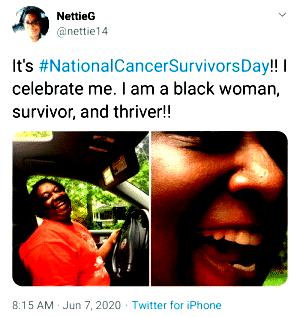 NettieG
@nettie14
It's #NationalCancerSurvivorsDay!! I
celebrate me. I am a black woman,
survivor, and thriver!!
8:15 AM · Jun 7, 2020 · Twitter for iPhone